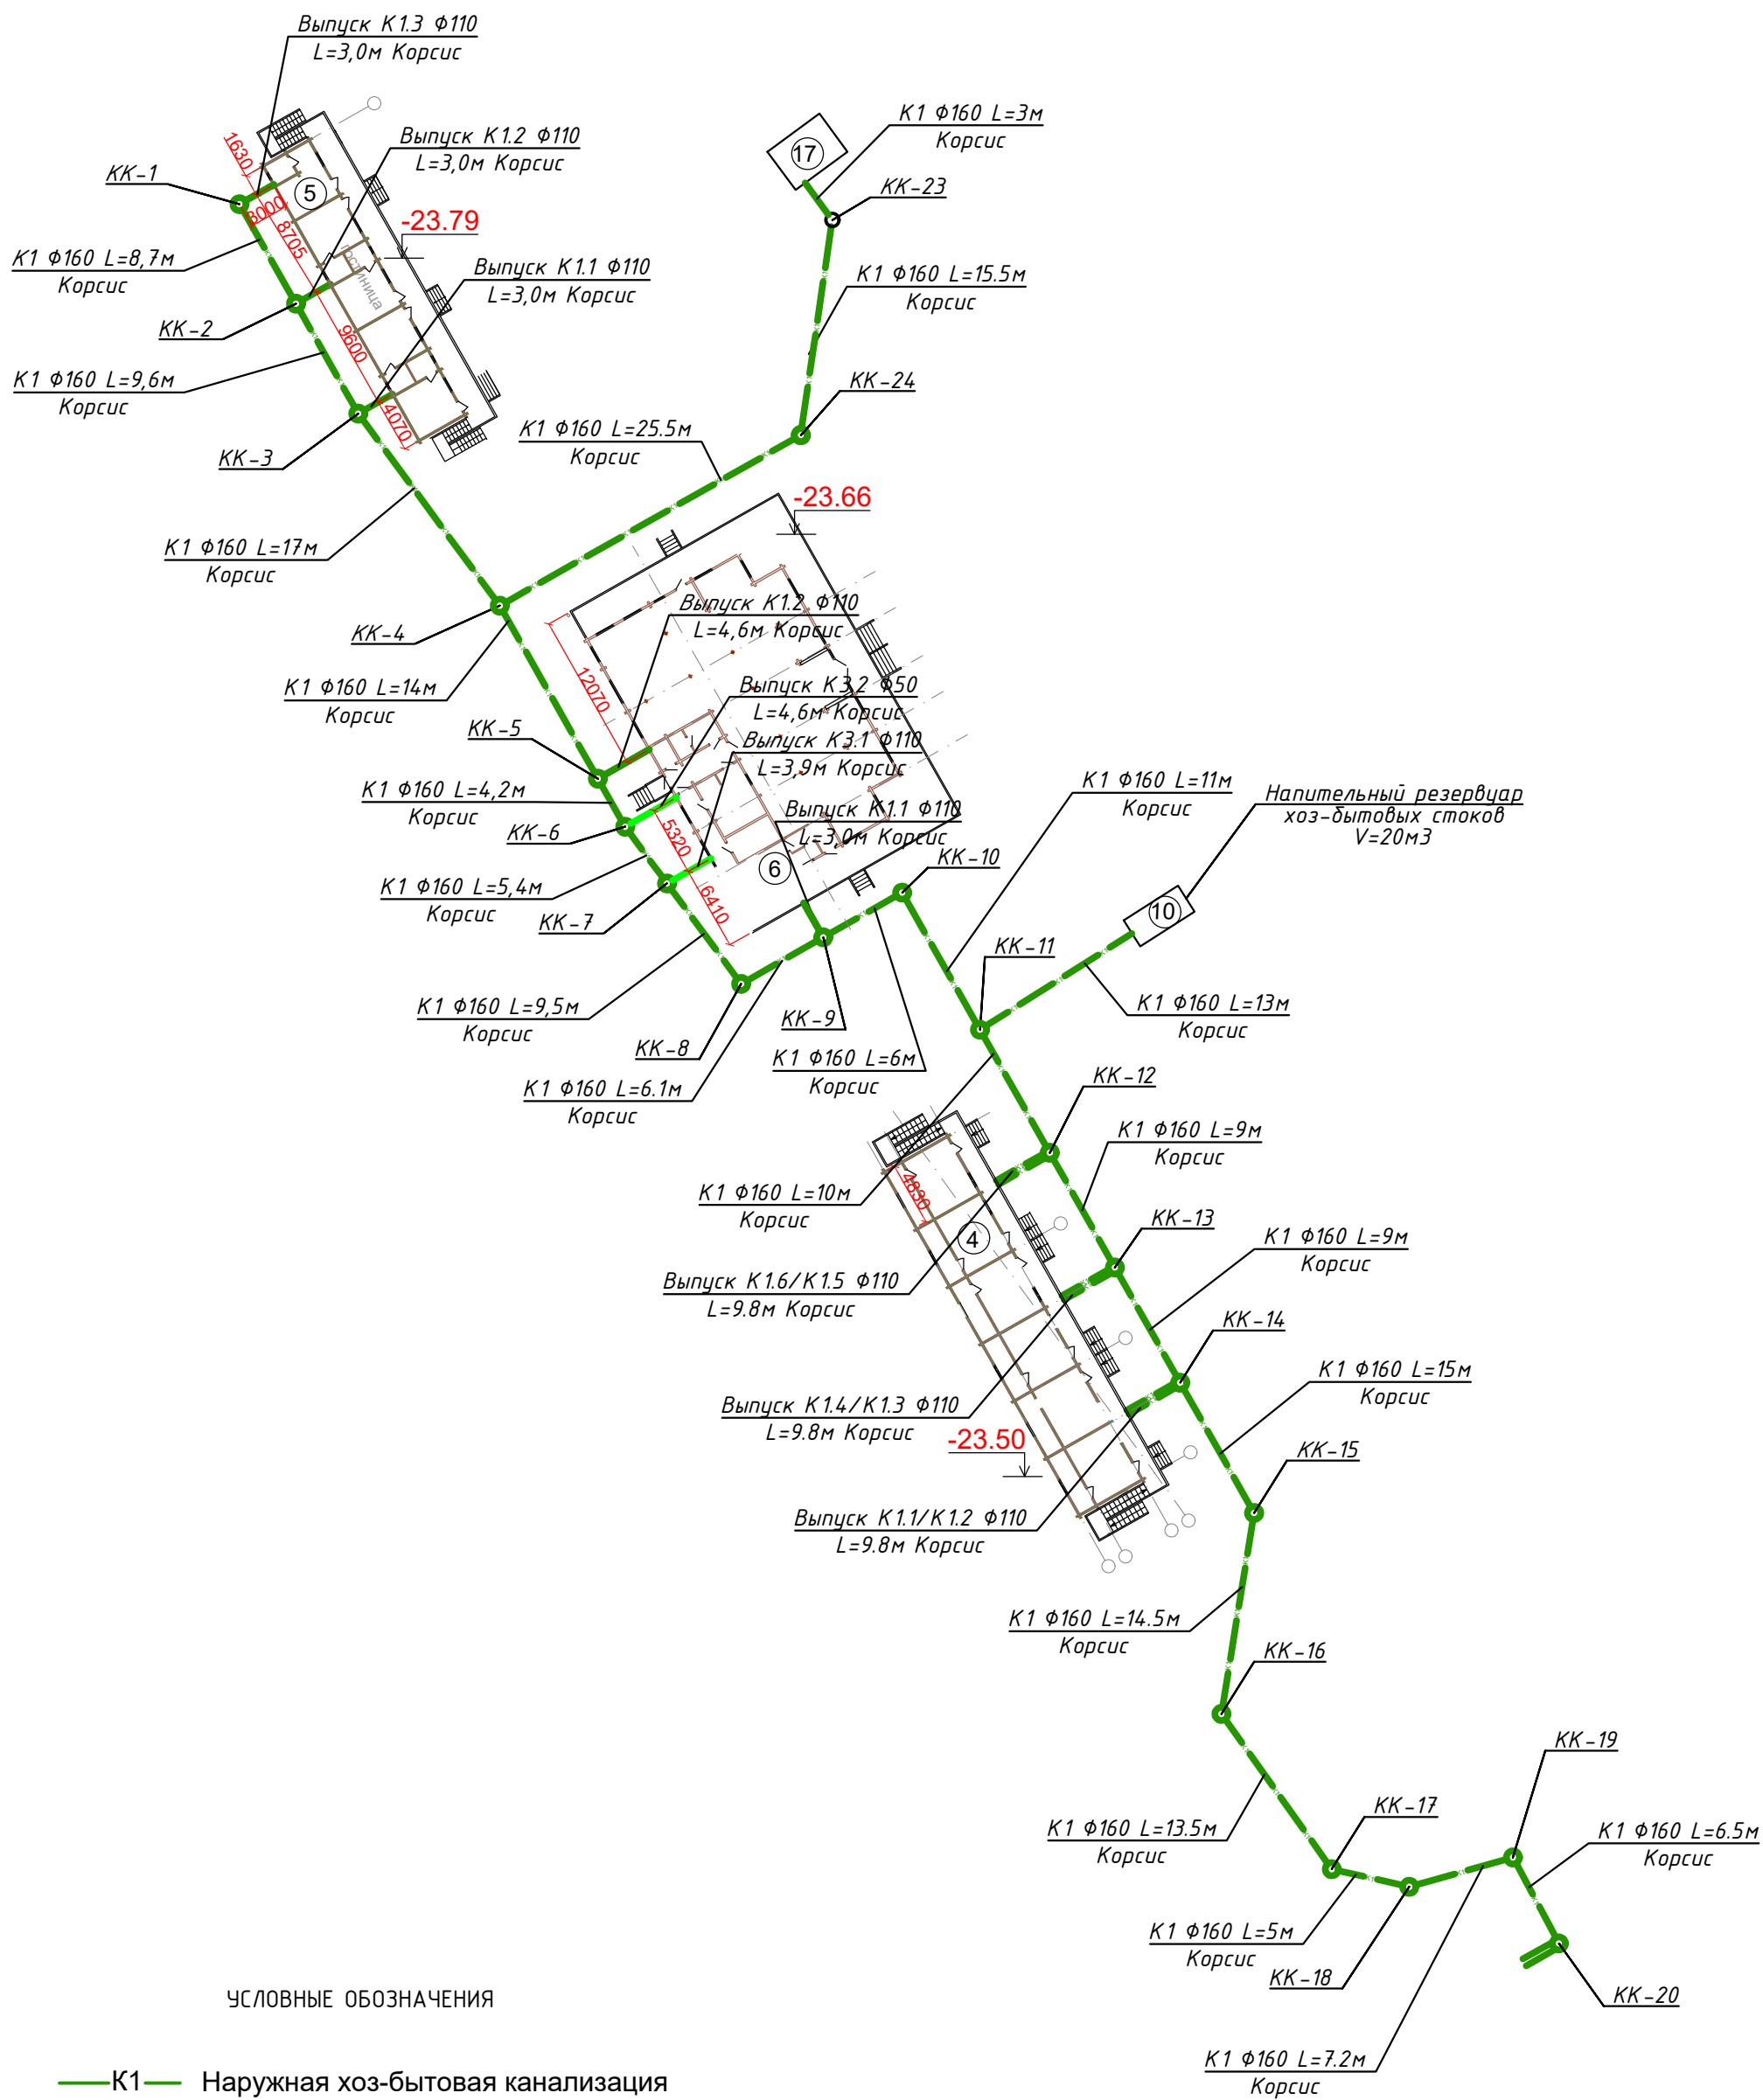 Выпуск К1.3 Ф110
L=3,0м Корсис
К1 Ф160 L=3м
Корсис
17
Выпуск К1.2 Ф110
L=3,0м Корсис
1630
КК-1
5
КК-23
3000
-23.79
8705
К1 Ф160 L=8,7м
Корсис
гостиница
Выпуск К1.1 Ф110
L=3,0м Корсис
К1 Ф160 L=15.5м
Корсис
КК-2
9600
К1 Ф160 L=9,6м
Корсис
КК-24
4070
К1 Ф160 L=25.5м
Корсис
КК-3
-23.66
К1 Ф160 L=17м
Корсис
Выпуск К1.2 Ф110
L=4,6м Корсис
КК-4
12070
К1 Ф160 L=14м
Корсис
Выпуск К3.2 Ф50
L=4,6м Корсис
КК-5
Выпуск К3.1 Ф110
L=3,9м Корсис
К1 Ф160 L=4,2м
Корсис
Выпуск К1.1 Ф110
L=3,0м Корсис
К1 Ф160 L=11м
Корсис
Напительный резервуар
хоз-бытовых стоков
V=20м3
КК-6
5320
6
КК-10
К1 Ф160 L=5,4м
Корсис
6410
10
КК-7
КК-11
К1 Ф160 L=9,5м
Корсис
К1 Ф160 L=13м
Корсис
КК-9
КК-8
К1 Ф160 L=6м
Корсис
К1 Ф160 L=6.1м
Корсис
КК-12
К1 Ф160 L=9м
Корсис
К1 Ф160 L=10м
Корсис
4830
4
КК-13
К1 Ф160 L=9м
Корсис
Выпуск К1.6/К1.5 Ф110
L=9.8м Корсис
КК-14
К1 Ф160 L=15м
Корсис
Выпуск К1.4/К1.3 Ф110
L=9.8м Корсис
-23.50
КК-15
Выпуск К1.1/К1.2 Ф110
L=9.8м Корсис
К1 Ф160 L=14.5м
Корсис
КК-16
КК-19
КК-17
К1 Ф160 L=13.5м
Корсис
К1 Ф160 L=6.5м
Корсис
К1 Ф160 L=5м
Корсис
КК-18
КК-20
К1 Ф160 L=7.2м
Корсис
УСЛОВНЫЕ ОБОЗНАЧЕНИЯ
К1 Наружная хоз-бытовая канализация